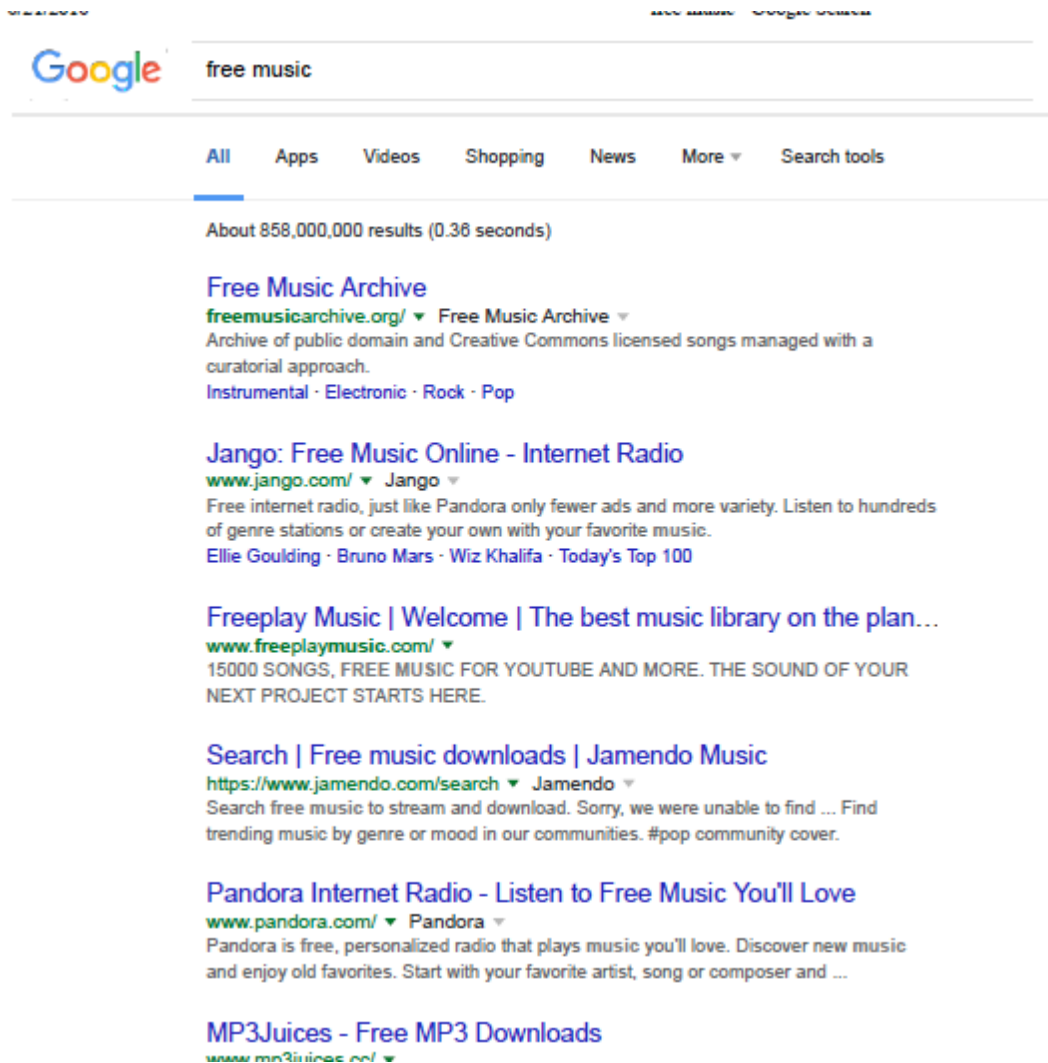 Google
free music
All Apps Videos Shopping News More Search tools
About 858,000,000 results (0.36 seconds)
Free Music Archive
freemusicarchive.org/ Free Music Archive
Archive of public domain and Creative Commons licensed songs managed with a
curatorial approach.
Instrumental · Electronic · Rock · Pop
Jango: Free Music Online - Internet Radio
www.jango.com/ Jango
Free internet radio, just like Pandora only fewer ads and more variety. Listen to hundreds
of genre stations or create your own with your favorite music.
Ellie Goulding · Bruno Mars · Wiz Khalifa · Today's Top 100
Freeplay Music | Welcome | The best music library on the plan...
www.freeplaymusic.com/
15000 SONGS, FREE MUSIC FOR YOUTUBE AND MORE. THE SOUND OF YOUR
NEXT PROJECT STARTS HERE.
Search | Free music downloads | Jamendo Music
https://www.jamendo.com/search Jamendo
Search free music to stream and download. Sorry, we were unable to find ... Find
trending music by genre or mood in our communities. #pop community cover.
Pandora Internet Radio - Listen to Free Music You'll Love
www.pandora.com/ Pandora
Pandora is free, personalized radio that plays music you'll love. Discover new music
and enjoy old favorites. Start with your favorite artist, song or composer and ...
MP3Juices - Free MP3 Downloads
www.mp3juices.cc/